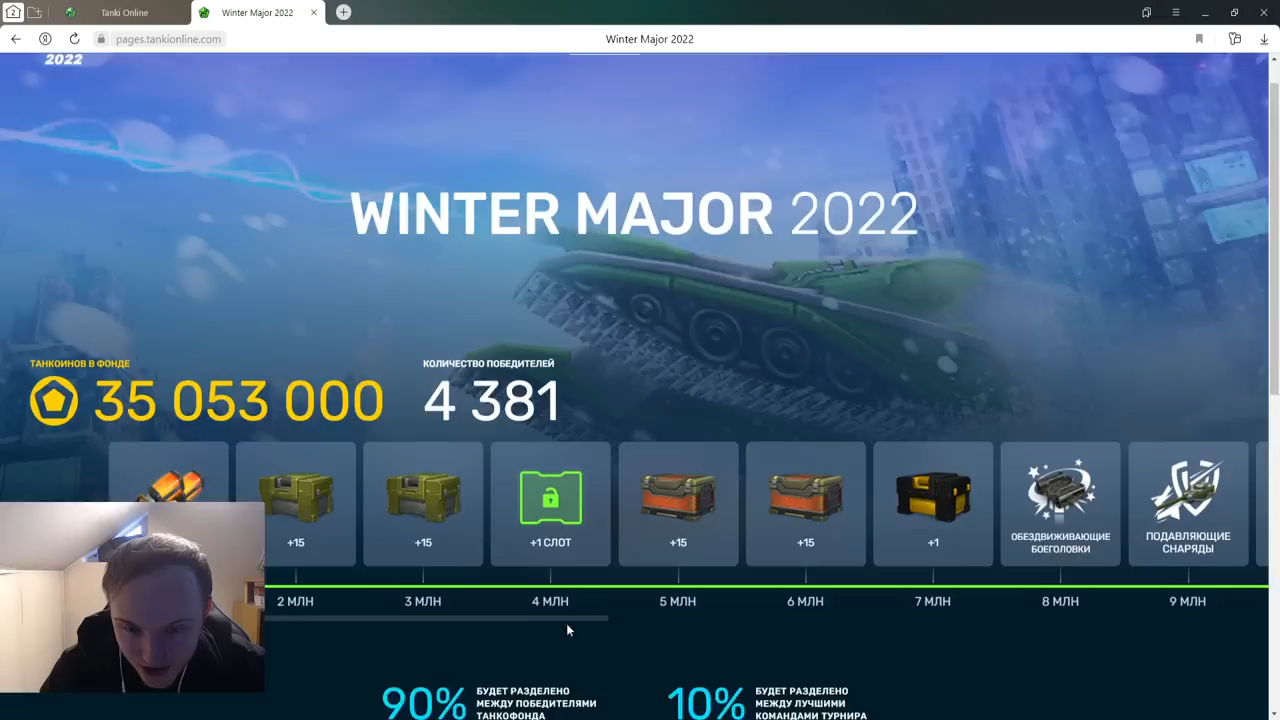 2
Tanki Online
Winter Major 2022
pages.tankionline.com
Winter Major 2022
2022
WINTER MAJOR 2022
ТАНКОИНОВ В ФОНДЕ
35 053 000
КОЛИЧЕСТВО ПОБЕДИТЕЛЕЙ
4 381
+15
+15
+1 СЛОТ
+15
+15
+1
ОБЕЗДВИЖИВАЮЩИЕ
БОЕГОЛОВКИ
ПОДАВЛЯЮЩИЕ
СНАРЯДЫ
2 МЛН
3 МЛН
4 МЛН
5 МЛН
6 МЛН
7 МЛН
8 МЛН
9 МЛН
90%
БУДЕТ РАЗДЕЛЕНО
МЕЖДУ ПОБЕДИТЕЛЯМИ
ТАНКОФОНДА
10%
БУДЕТ РАЗДЕЛЕНО
МЕЖДУ ЛУЧШИМИ
КОМАНДАМИ ТУРНИРА